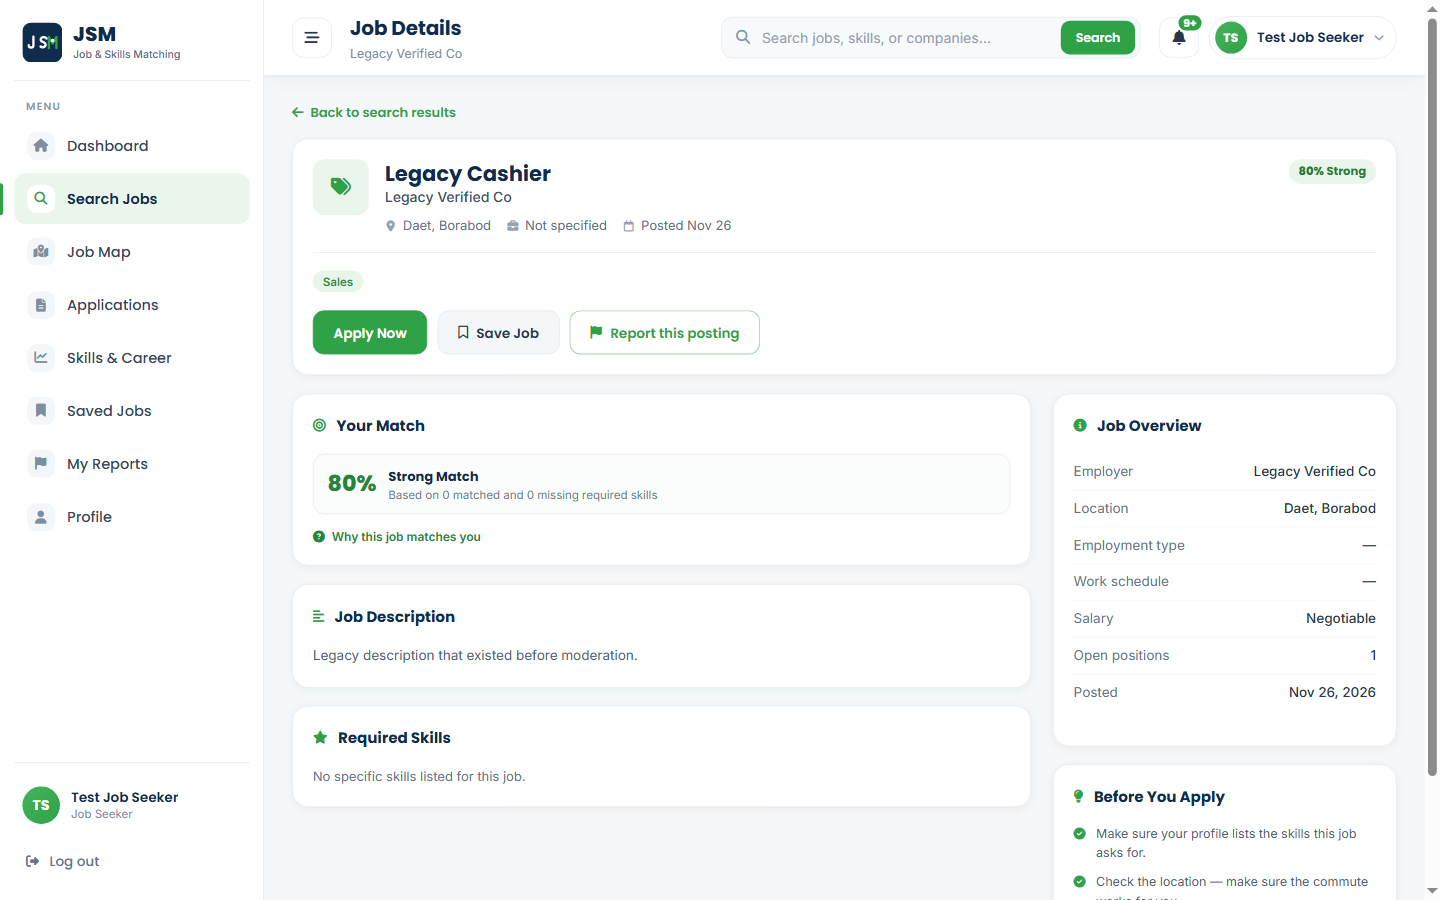 JSM
JSM
Job & Skills Matching
MENU
Dashboard
Search Jobs
Job Map
Applications
Skills & Career
Saved Jobs
My Reports
Profile
TS
Test Job Seeker
Job Seeker
Log out
Job Details
Legacy Verified Co
Search jobs, skills, or companies...
Search
9+
TS
Test Job Seeker
Back to search results
Legacy Cashier
Legacy Verified Co
Daet, Borabod Not specified Posted Nov 26
80% Strong
Sales
Apply Now
Save Job
Report this posting
Your Match
80%
Strong Match
Based on 0 matched and 0 missing required skills
Why this job matches you
Job Description
Legacy description that existed before moderation.
Required Skills
No specific skills listed for this job.
Job Overview
Employer Legacy Verified Co
Location Daet, Borabod
Employment type —
Work schedule —
Salary Negotiable
Open positions 1
Posted Nov 26, 2026
Before You Apply
Make sure your profile lists the skills this job
asks for.
Check the location — make sure the commute